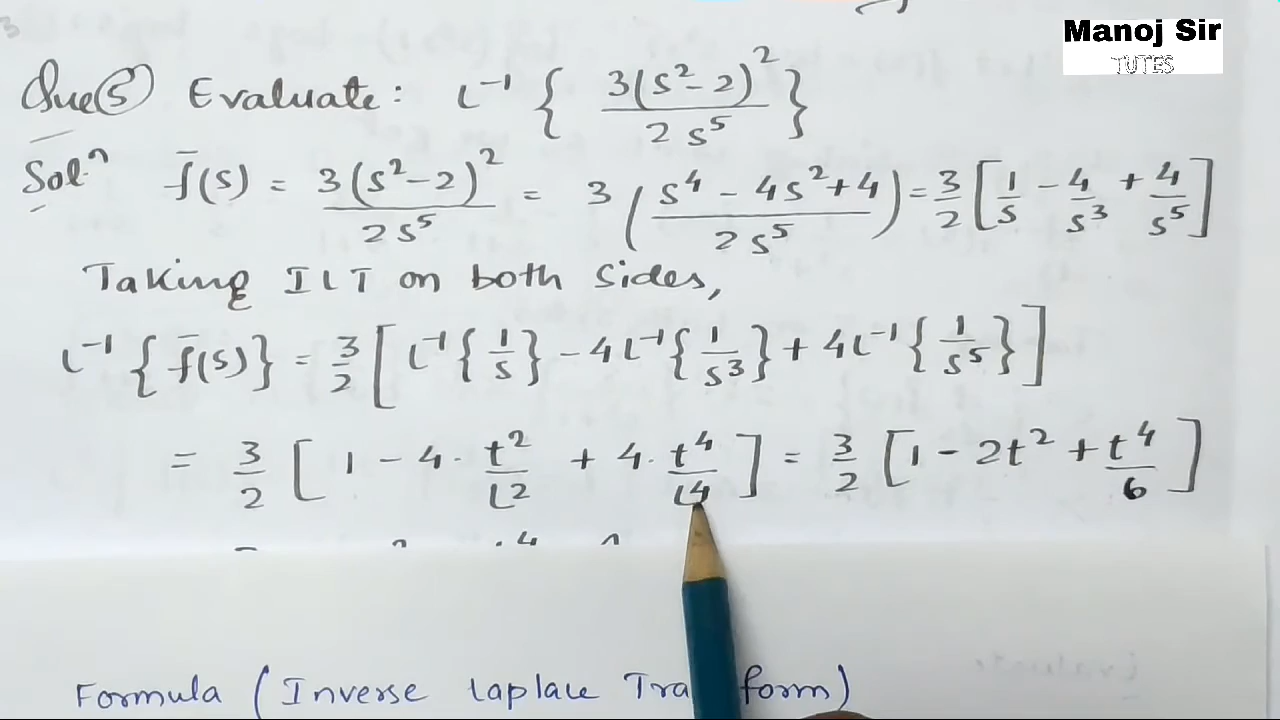 Manoj Sir
TUTES
Que ⑤ Evaluate: L⁻¹ { 3(s²-2)² / 2s⁵ }
Solⁿ f̄(s) = 3(s²-2)² / 2s⁵ = 3 ( s⁴ - 4s² + 4 / 2s⁵ ) = 3/2 [ 1/s - 4/s³ + 4/s⁵ ]
Taking ILT on both sides,
L⁻¹ { f̄(s) } = 3/2 [ L⁻¹ { 1/s } - 4L⁻¹ { 1/s³ } + 4L⁻¹ { 1/s⁵ } ]
= 3/2 [ 1 - 4. t²/∟2 + 4. t⁴/∟4 ] = 3/2 [ 1 - 2t² + t⁴/6 ]
Formula (Inverse Laplace Tra form)